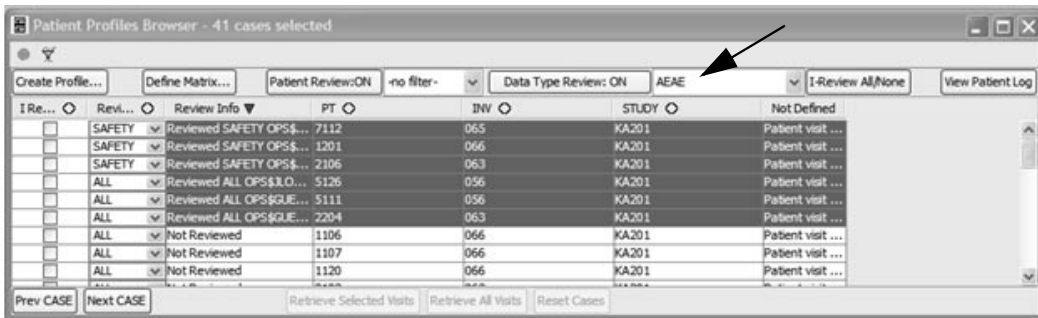 Patient Profiles Browser - 41 cases selected
Create Profile... Define Matrix... Patient Review:ON -no filter- Data Type Review: ON AEAE I-Review All/None View Patient Log
I Re... Revi... Review Info PT INV STUDY Not Defined
SAFETY Reviewed SAFETY OPS$... 7112 065 KA201 Patient visit ...
SAFETY Reviewed SAFETY OPS$... 1201 066 KA201 Patient visit ...
SAFETY Reviewed SAFETY OPS$... 2106 063 KA201 Patient visit ...
ALL Reviewed ALL OPS$JLO... 5126 056 KA201 Patient visit ...
ALL Reviewed ALL OPS$GUE... 5111 056 KA201 Patient visit ...
ALL Reviewed ALL OPS$GUE... 2204 063 KA201 Patient visit ...
ALL Not Reviewed 1106 066 KA201 Patient visit ...
ALL Not Reviewed 1107 066 KA201 Patient visit ...
ALL Not Reviewed 1120 066 KA201 Patient visit ...
Prev CASE Next CASE Retrieve Selected Visits Retrieve All Visits Reset Cases